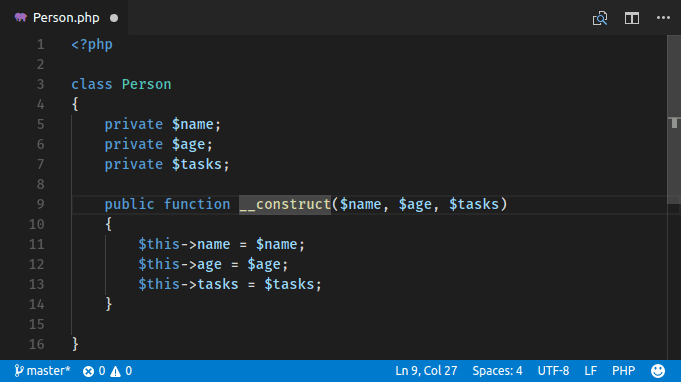 Person.php
1 <?php
2
3 class Person
4 {
5     private $name;
6     private $age;
7     private $tasks;
8
9     public function __construct($name, $age, $tasks)
10     {
11         $this->name = $name;
12         $this->age = $age;
13         $this->tasks = $tasks;
14     }
15
16 }
master* 0 0 Ln 9, Col 27 Spaces: 4 UTF-8 LF PHP